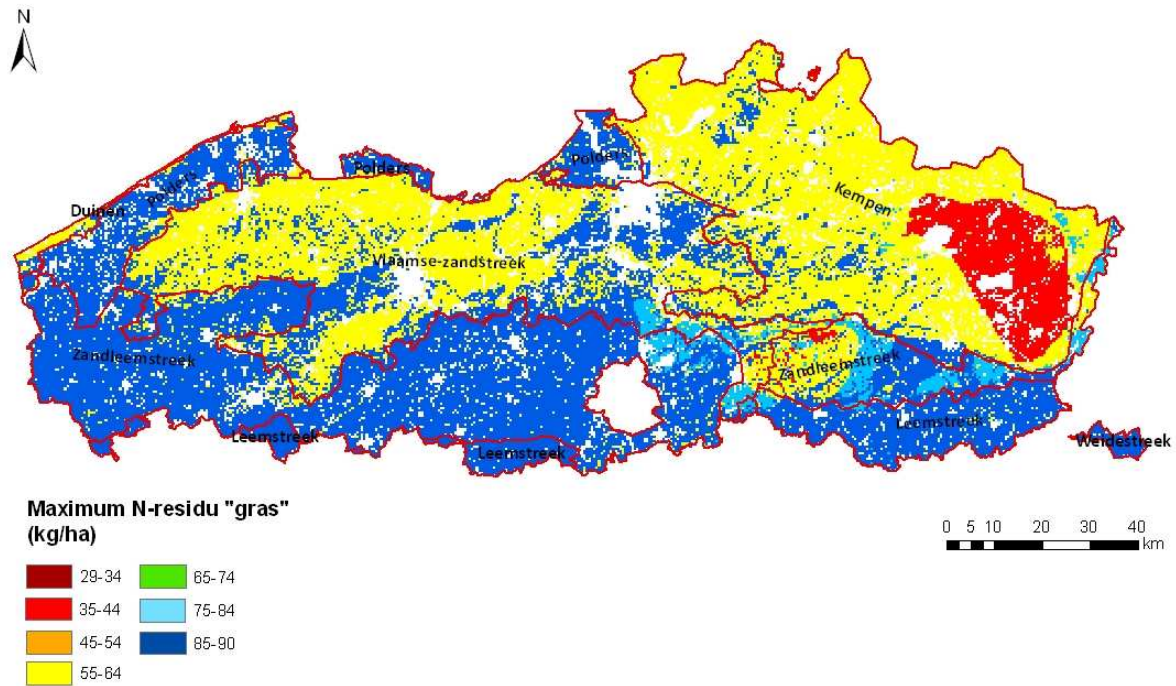 N
Polders
Polders
Polders
Duinen
Kempen
Vlaamse-zandstreek
Zandleemstreek
Zandleemstreek
Leemstreek
Leemstreek
Leemstreek
Weidestreek
Maximum N-residu "gras"
(kg/ha)
29-34
65-74
35-44
75-84
45-54
85-90
55-64
0 5 10 20 30 40
km